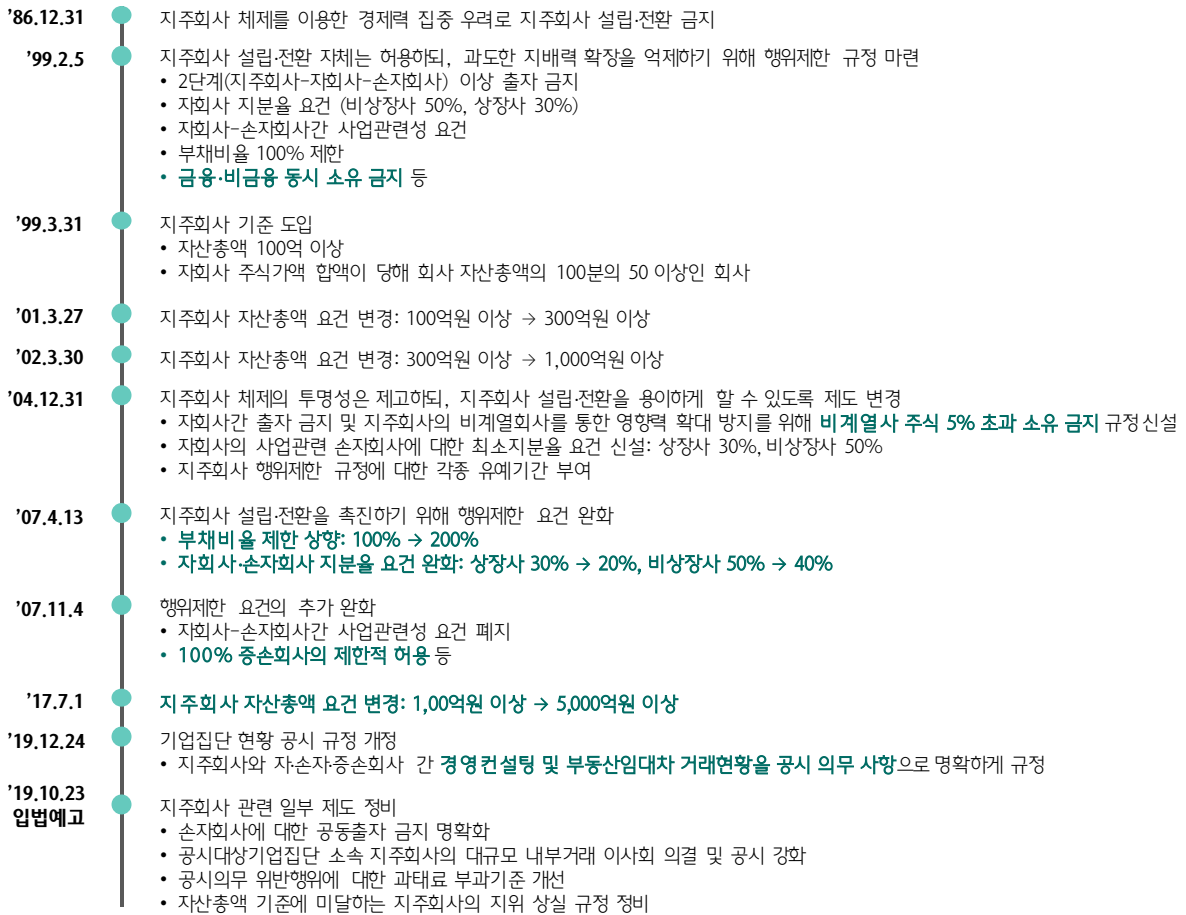 '86.12.31 지주회사 체제를 이용한 경제력 집중 우려로 지주회사 설립·전환 금지
'99.2.5 지주회사 설립·전환 자체는 허용하되, 과도한 지배력 확장을 억제하기 위해 행위제한 규정 마련
• 2단계(지주회사-자회사-손자회사) 이상 출자 금지
• 자회사 지분율 요건 (비상장사 50%, 상장사 30%)
• 자회사-손자회사간 사업관련성 요건
• 부채비율 100% 제한
• 금융·비금융 동시 소유 금지 등
'99.3.31 지주회사 기준 도입
• 자산총액 100억 이상
• 자회사 주식가액 합액이 당해 회사 자산총액의 100분의 50 이상인 회사
'01.3.27 지주회사 자산총액 요건 변경: 100억원 이상 → 300억원 이상
'02.3.30 지주회사 자산총액 요건 변경: 300억원 이상 → 1,000억원 이상
'04.12.31 지주회사 체제의 투명성은 제고하되, 지주회사 설립·전환을 용이하게 할 수 있도록 제도 변경
• 자회사간 출자 금지 및 지주회사의 비계열회사를 통한 영향력 확대 방지를 위해 비계열사 주식 5% 초과 소유 금지 규정신설
• 자회사의 사업관련 손자회사에 대한 최소지분율 요건 신설: 상장사 30%, 비상장사 50%
• 지주회사 행위제한 규정에 대한 각종 유예기간 부여
'07.4.13 지주회사 설립·전환을 촉진하기 위해 행위제한 요건 완화
• 부채비율 제한 상향: 100% → 200%
• 자회사·손자회사 지분율 요건 완화: 상장사 30% → 20%, 비상장사 50% → 40%
'07.11.4 행위제한 요건의 추가 완화
• 자회사-손자회사간 사업관련성 요건 폐지
• 100% 증손회사의 제한적 허용 등
'17.7.1 지주회사 자산총액 요건 변경: 1,00억원 이상 → 5,000억원 이상
'19.12.24 기업집단 현황 공시 규정 개정
• 지주회사와 자·손자·증손회사 간 경영컨설팅 및 부동산임대차 거래현황을 공시 의무 사항으로 명확하게 규정
'19.10.23
입법예고 지주회사 관련 일부 제도 정비
• 손자회사에 대한 공동출자 금지 명확화
• 공시대상기업집단 소속 지주회사의 대규모 내부거래 이사회 의결 및 공시 강화
• 공시의무 위반행위에 대한 과태료 부과기준 개선
• 자산총액 기준에 미달하는 지주회사의 지위 상실 규정 정비